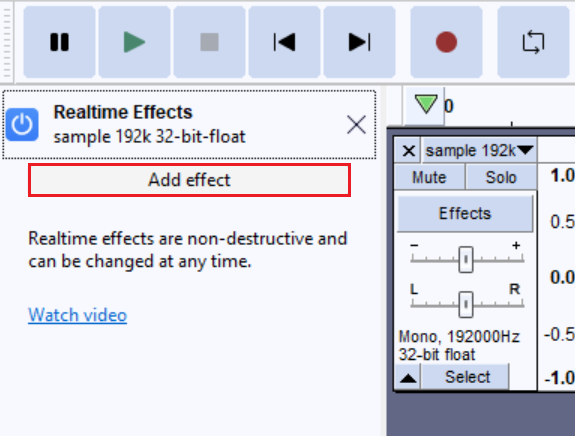 Realtime Effects
sample 192k 32-bit-float
Add effect
Realtime effects are non-destructive and
can be changed at any time.
Watch video
0
sample 192k
Mute Solo
Effects
- +
L R
Mono, 192000Hz
32-bit float
Select
1.0
0.5
0.0
-0.5
-1.0